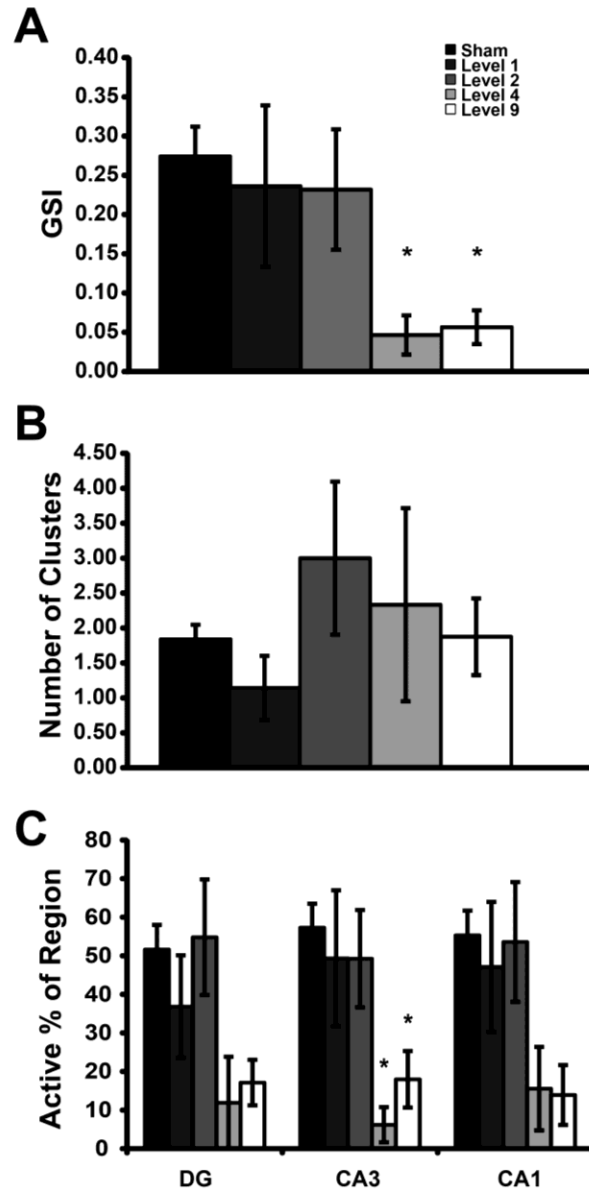 A
Sham
Level 1
Level 2
Level 4
Level 9
GSI
0.40
0.35
0.30
0.25
0.20
0.15
0.10
0.05
0.00
* *
B
Number of Clusters
4.50
4.00
3.50
3.00
2.50
2.00
1.50
1.00
0.50
0.00
C
Active % of Region
80
70
60
50
40
30
20
10
0
* *
DG CA3 CA1